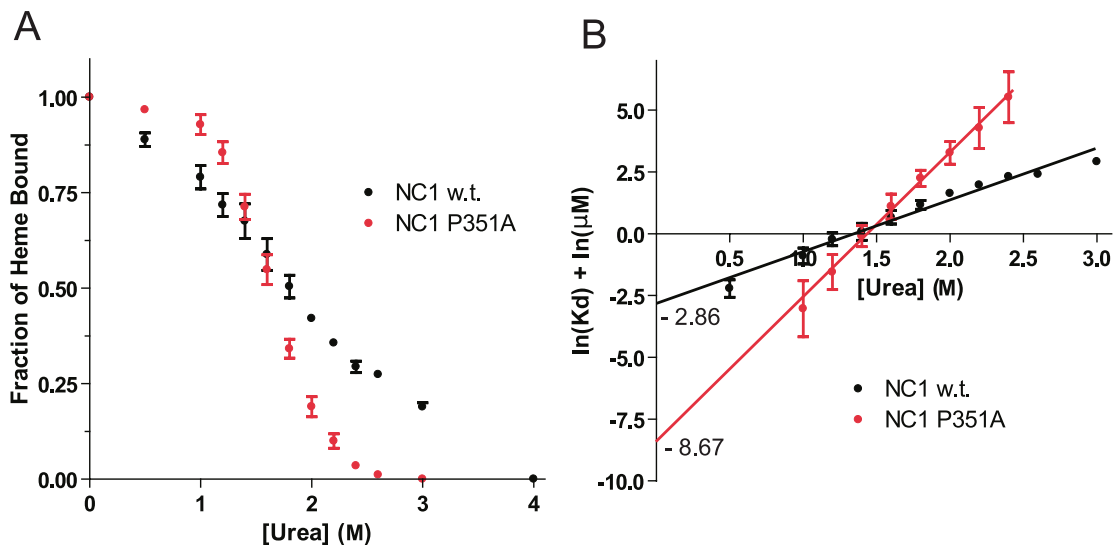 A
Fraction of Heme Bound
1.00
0.75
0.50
0.25
0.00
0
1
2
3
4
[Urea] (M)
NC1 w.t.
NC1 P351A
B
ln(Kd) + ln(μM)
5.0
2.5
0.0
-2.5
-5.0
-7.5
-10.0
0.5
1.0
1.5
2.0
2.5
3.0
[Urea] (M)
- 2.86
- 8.67
NC1 w.t.
NC1 P351A